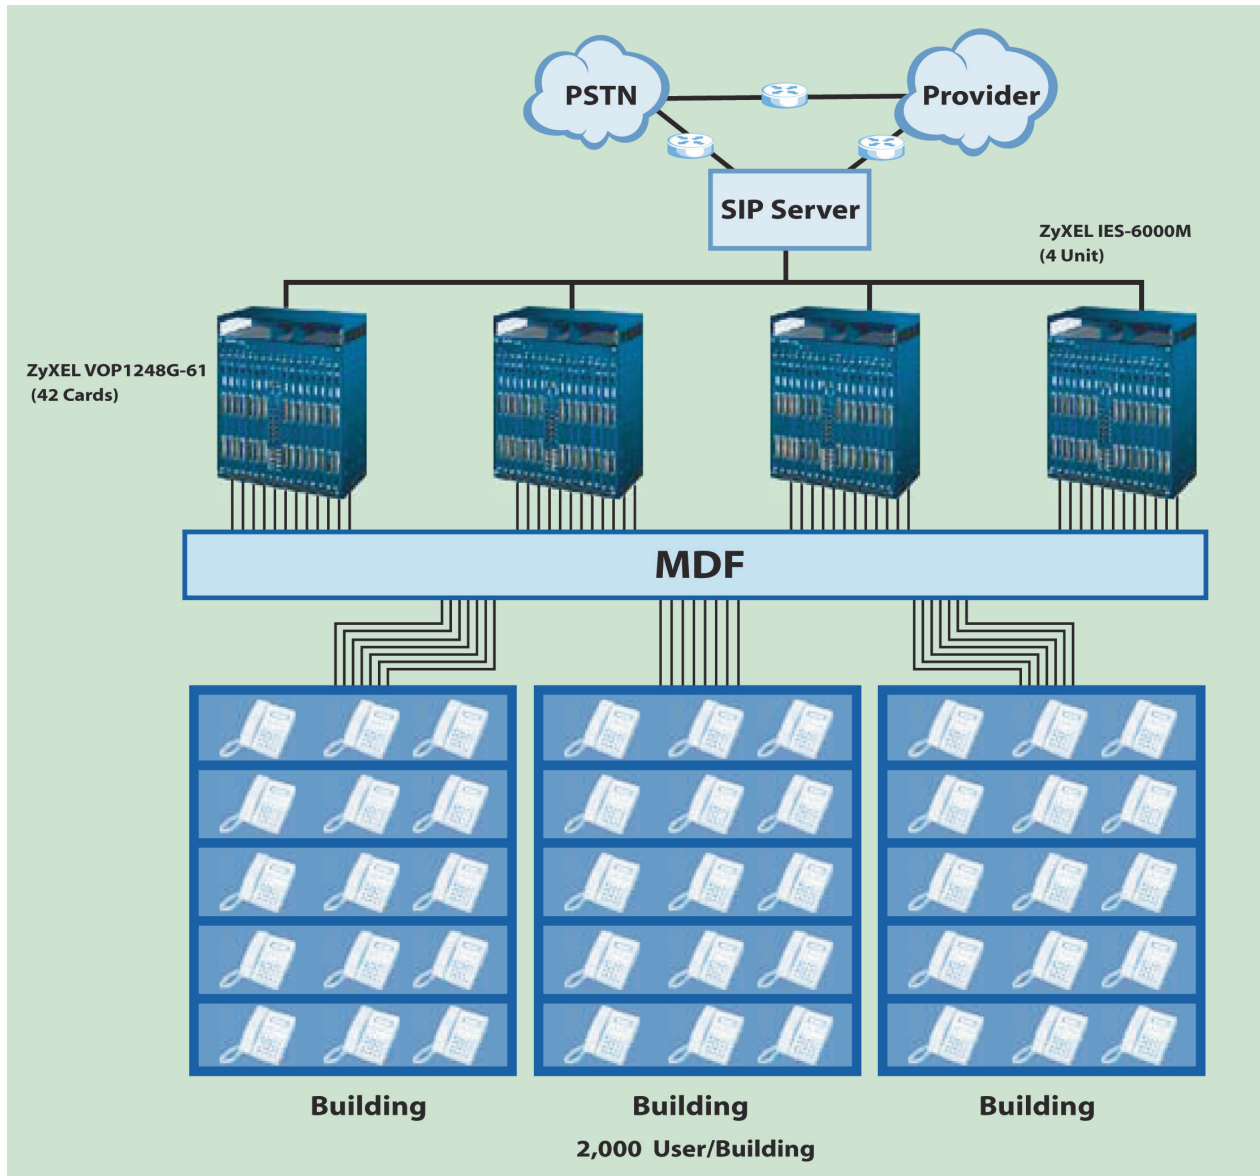 PSTN
Provider
SIP Server
ZyXEL IES-6000M
(4 Unit)
ZyXEL VOP1248G-61
(42 Cards)
MDF
Building
Building
Building
2,000 User/Building